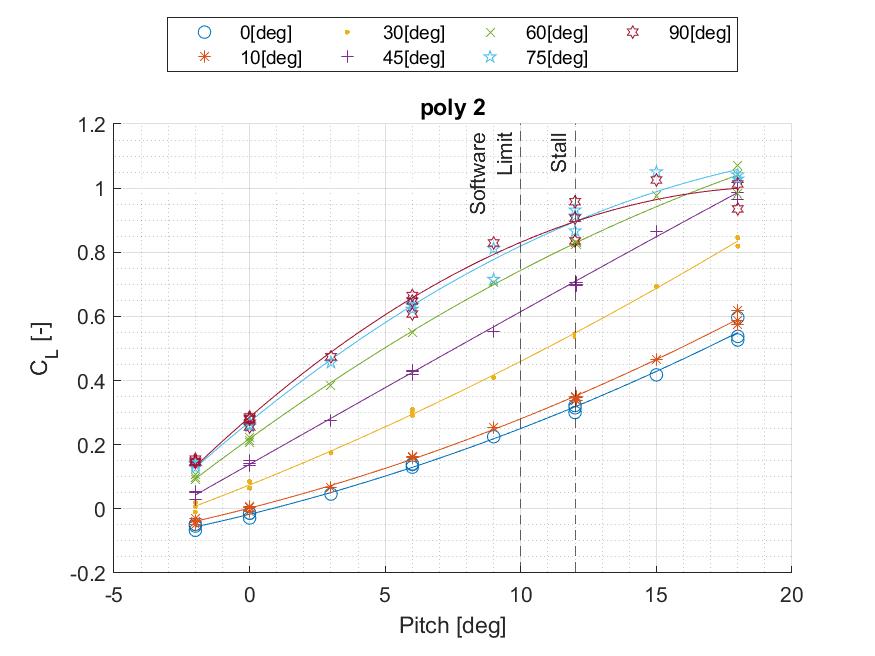 0[deg] 30[deg] 60[deg] 90[deg]
10[deg] 45[deg] 75[deg]
poly 2
Software
Limit
Stall
1.2
1
0.8
0.6
0.4
0.2
0
-0.2
C_L [-]
-5 0 5 10 15 20
Pitch [deg]